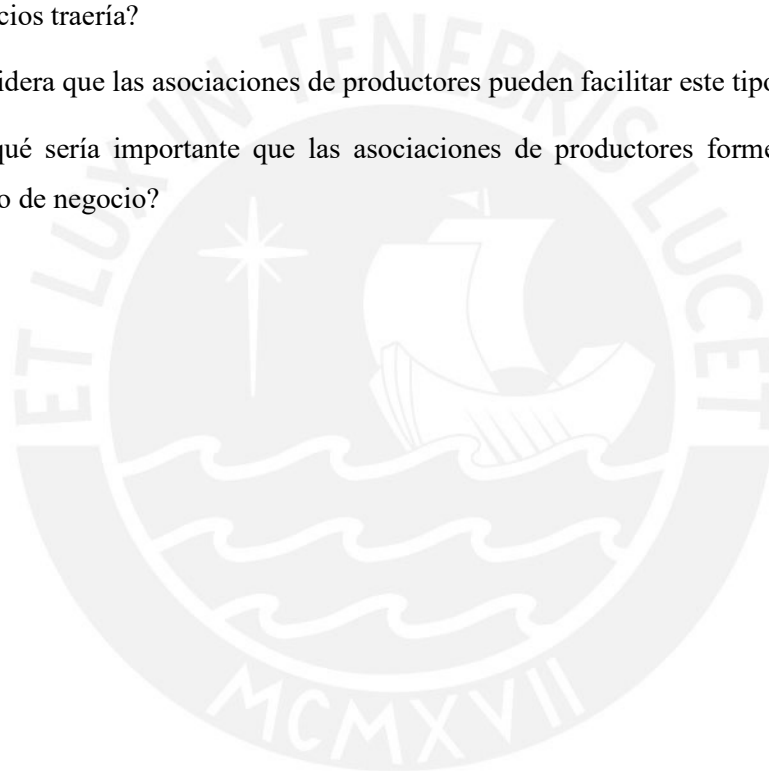 cios traería?
idera que las asociaciones de productores pueden facilitar este tipo
qué sería importante que las asociaciones de productores forme
o de negocio?
ET LUX IN TENEBRIS LUCET
MCMXVII